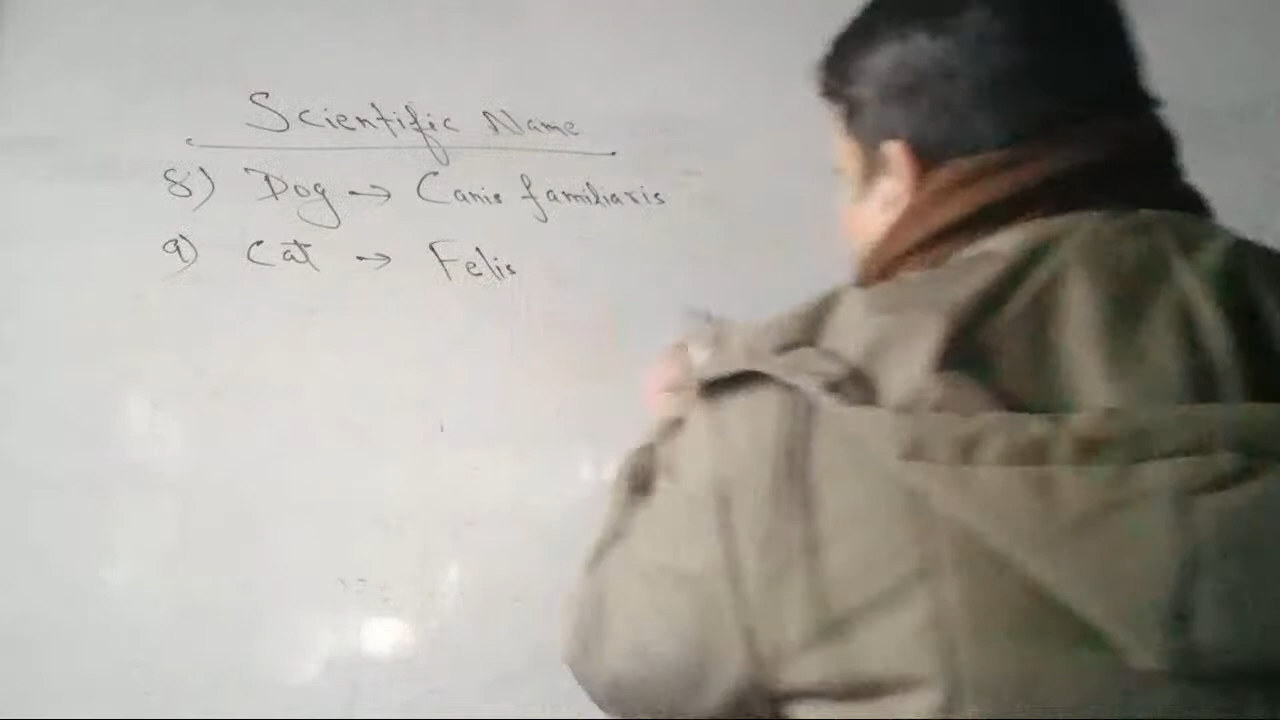 Scientific Name
8) Dog → Canis familiaris
9) Cat → Felis